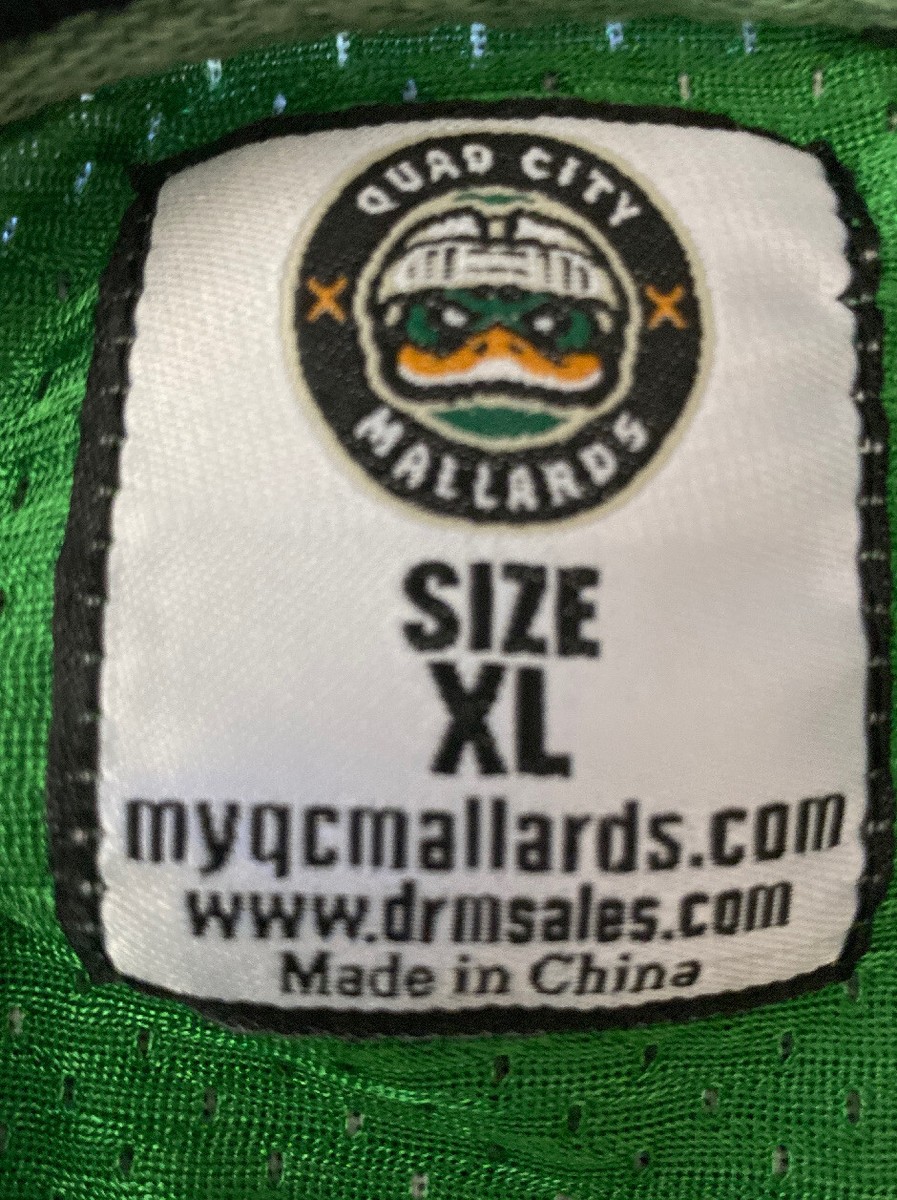 QUAD CITY
X X
MALLARDS
SIZE
XL
myqcmallards.com
www.drmsales.com
Made in China